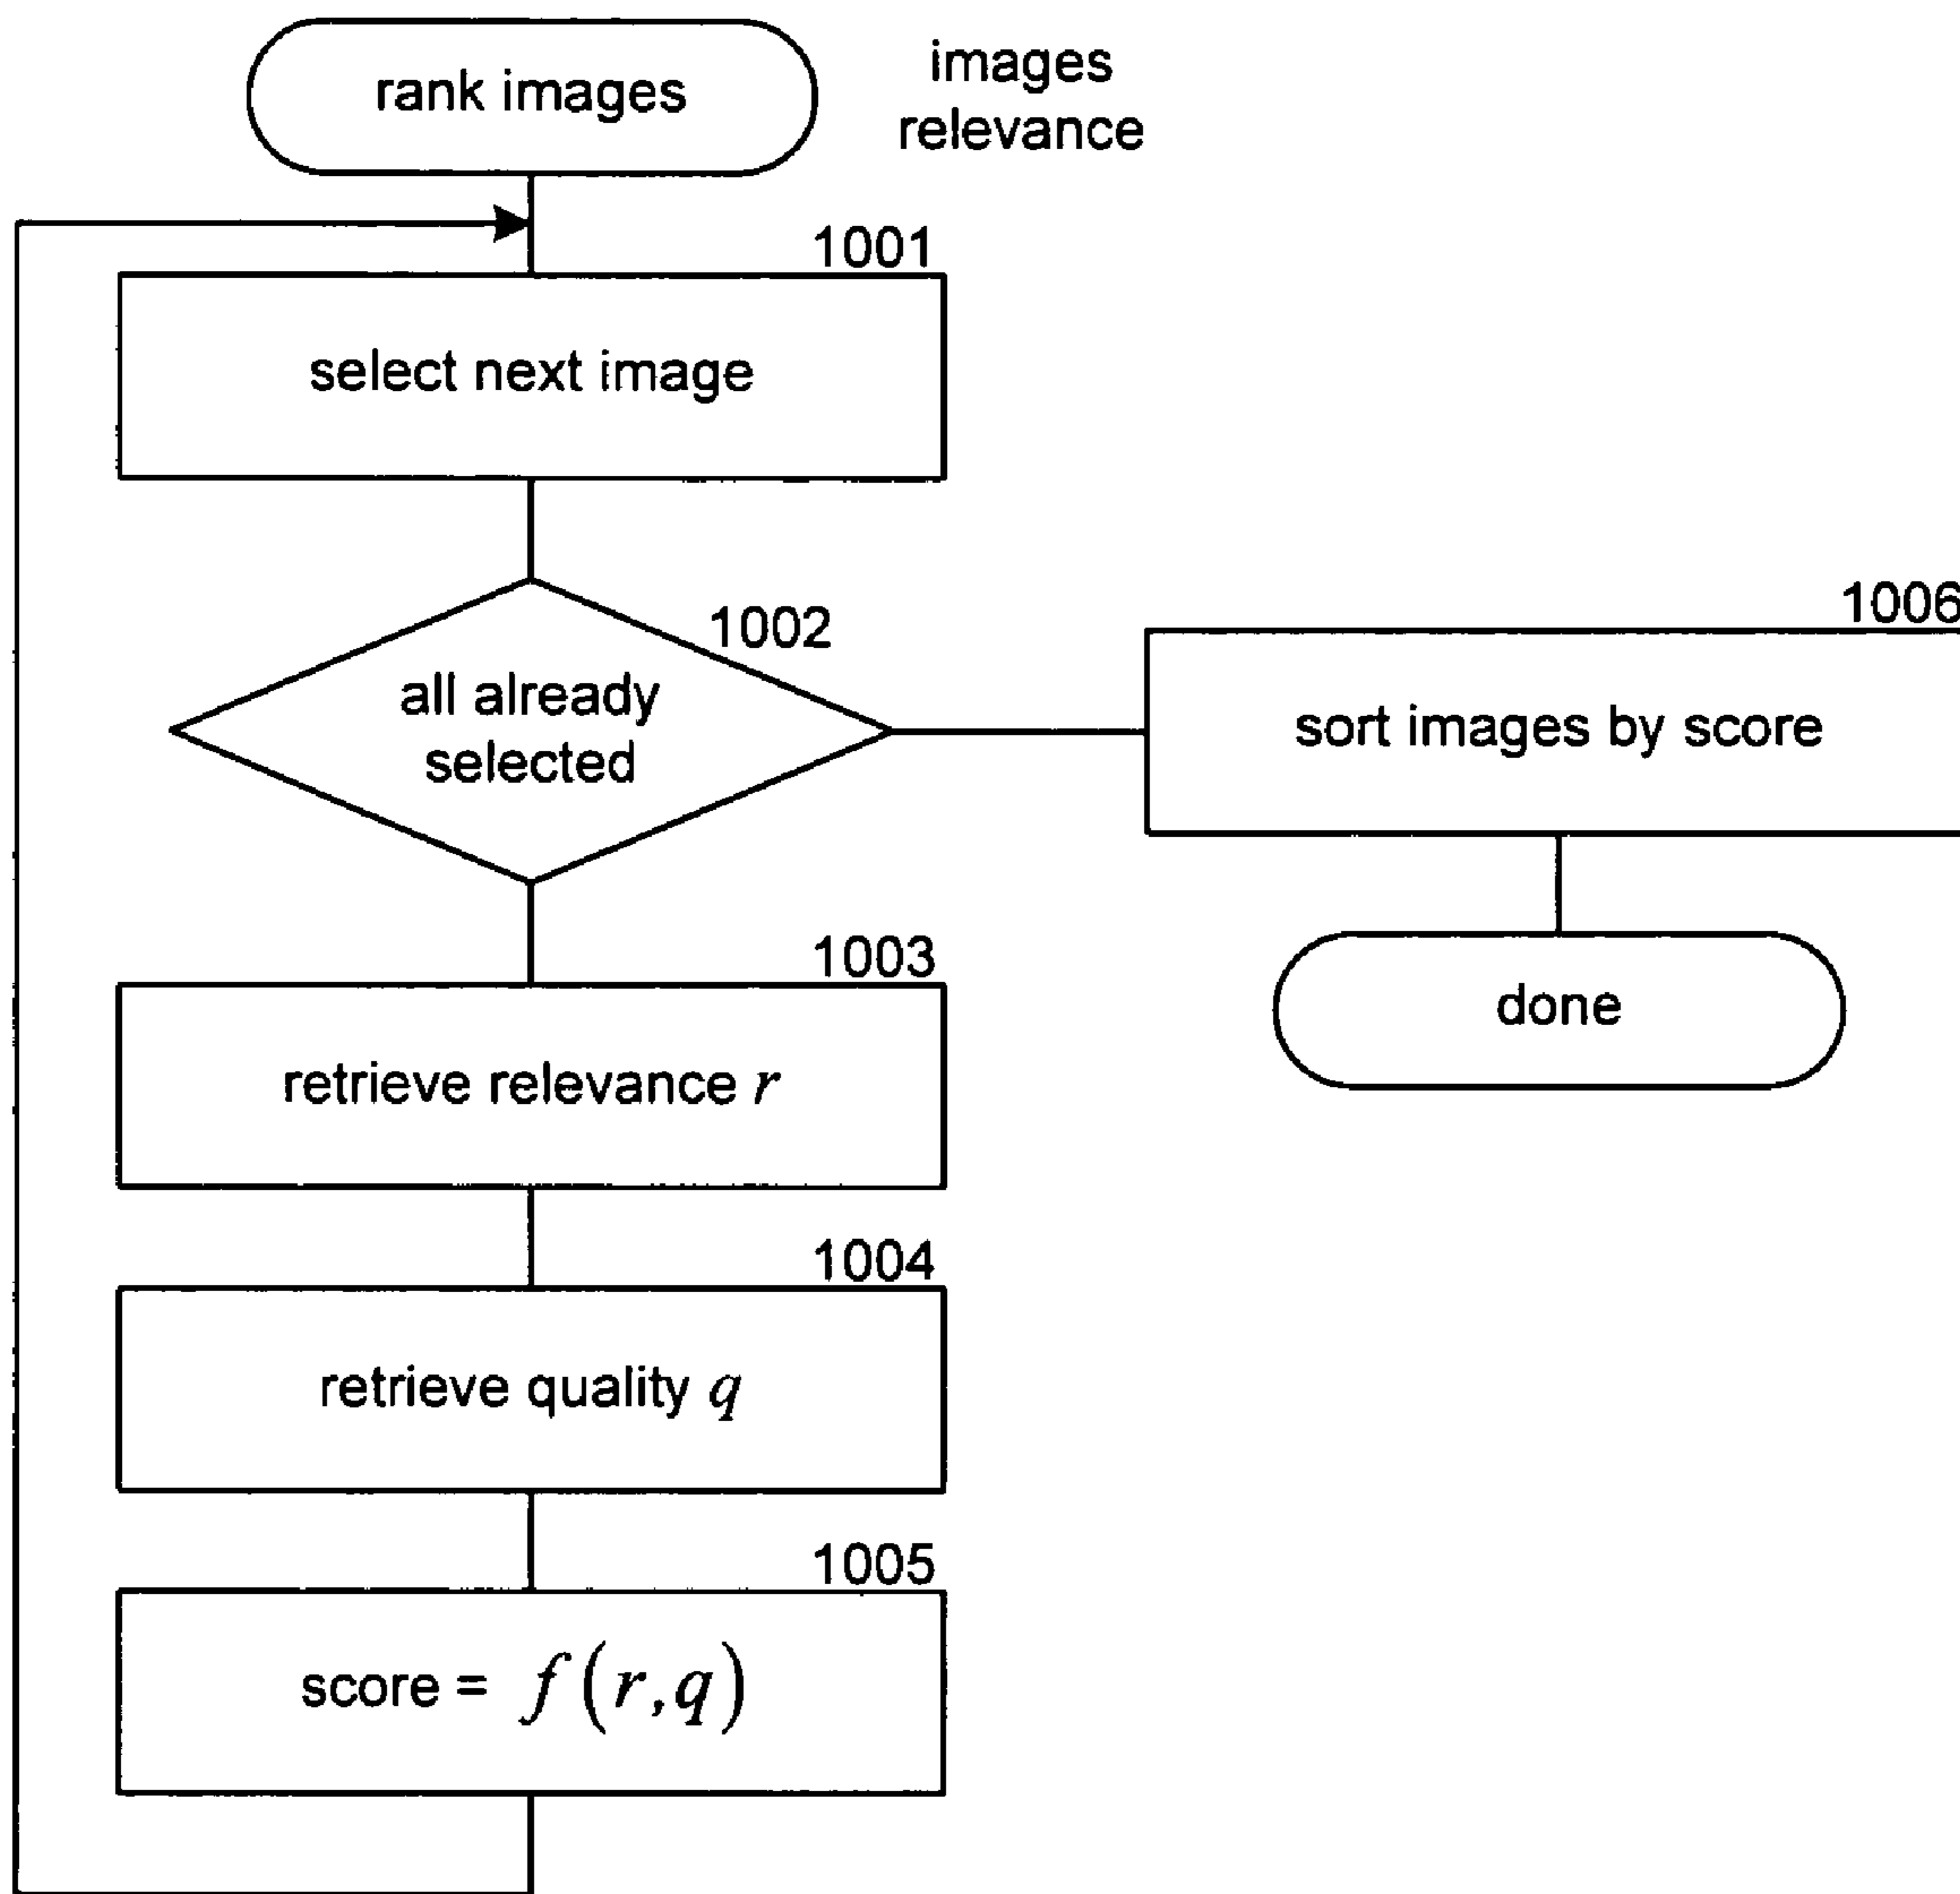 rank images
images
relevance
1001
select next image
1002
all already
selected
1006
sort images by score
done
1003
retrieve relevance r
1004
retrieve quality q
1005
score = f(r,q)